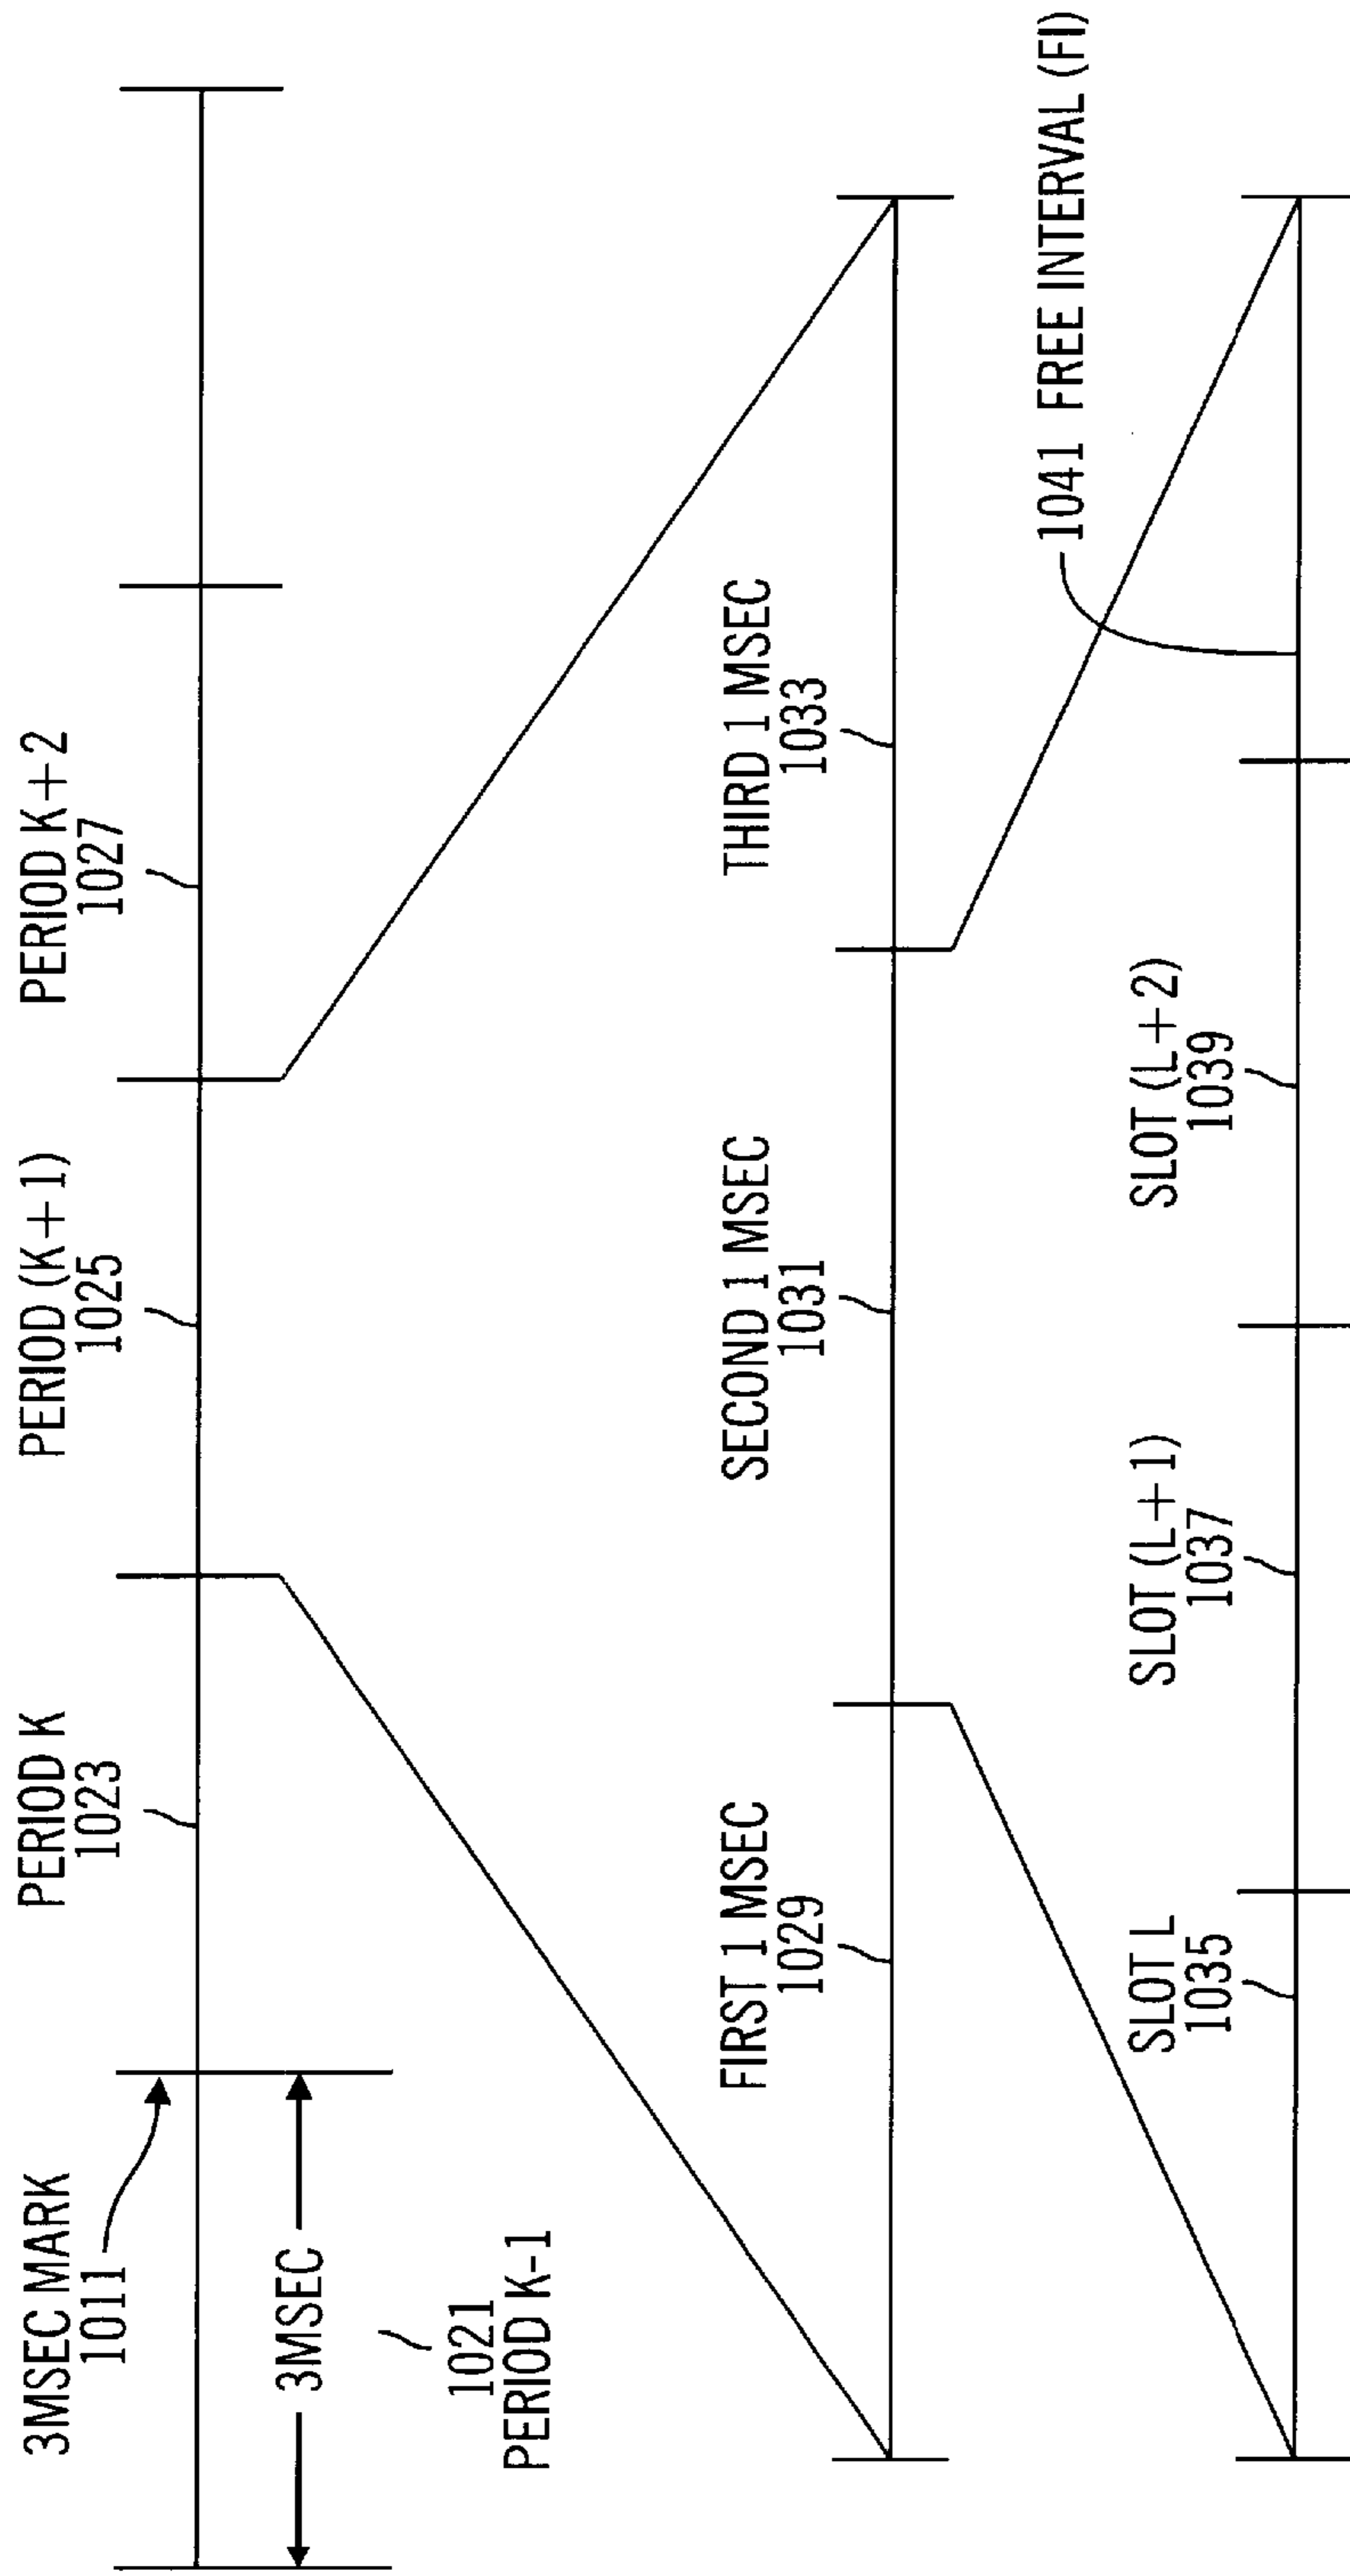 3MSEC MARK
1011
PERIOD K
1023
PERIOD (K+1)
1025
PERIOD K+2
1027
3MSEC
1021
PERIOD K-1
FIRST 1 MSEC
1029
SECOND 1 MSEC
1031
THIRD 1 MSEC
1033
1041 FREE INTERVAL (FI)
SLOT L
1035
SLOT (L+1)
1037
SLOT (L+2)
1039